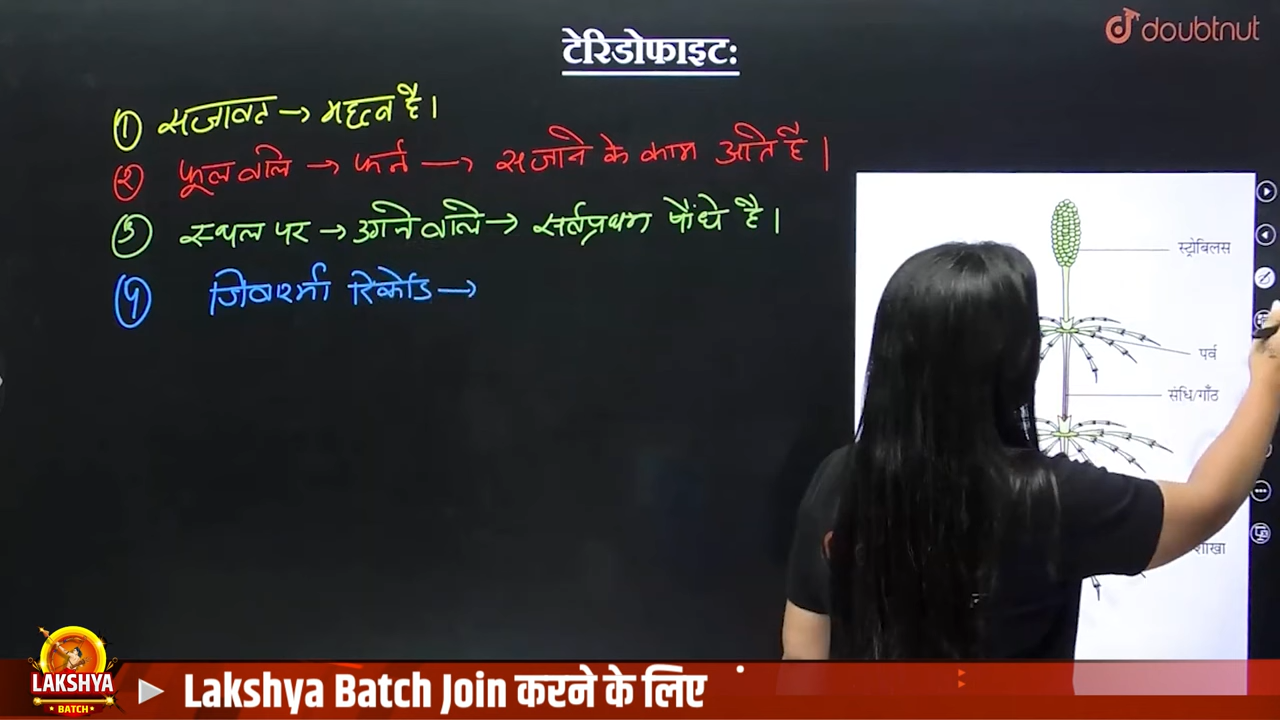 doubtnut
टेरिडोफाइटः
① सजावट → महत्व है।
② फूल वाले → फर्न → सजाने के काम आते है।
③ स्थल पर → उगने वाले → सर्वप्रथम पौधे है।
④ जिवाश्मी रिकॉड →
स्ट्रोबिलस
पर्व
संधि/गाँठ
शाखा
LAKSHYA
BATCH
Lakshya Batch Join करने के लिए